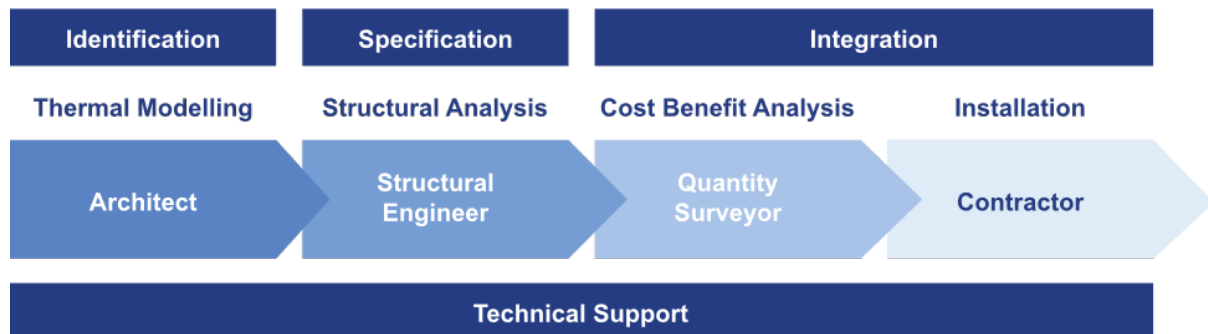 Identification
Specification
Integration
Thermal Modelling
Structural Analysis
Cost Benefit Analysis
Installation
Architect
Structural
Engineer
Quantity
Surveyor
Contractor
Technical Support